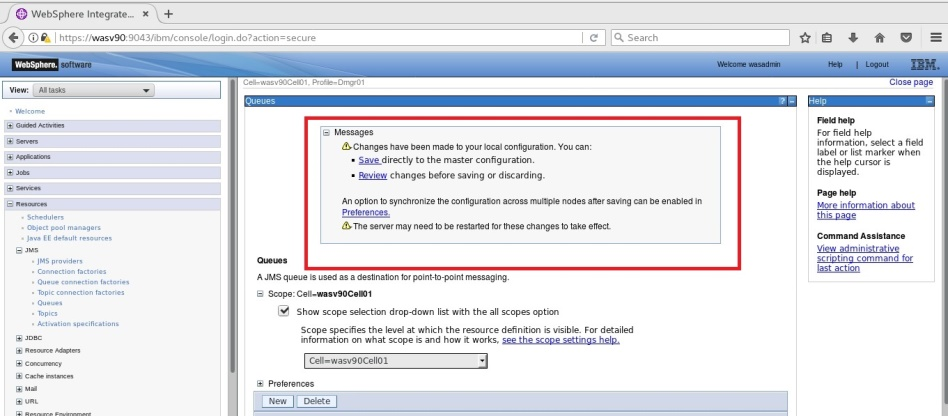 WebSphere Integrate...
https://wasv90:9043/ibm/console/login.do?action=secure
Search
WebSphere. software
Welcome wasadmin
Help
Logout
IBM.
View:
All tasks
Welcome
Guided Activities
Servers
Applications
Jobs
Services
Resources
Schedulers
Object pool managers
Java EE default resources
JMS
JMS providers
Connection factories
Queue connection factories
Topic connection factories
Queues
Topics
Activation specifications
JDBC
Resource Adapters
Concurrency
Cache instances
Mail
URL
Resource Environment
Cell=wasv90Cell01, Profile=Dmgr01
Close page
Queues
?
Messages
Changes have been made to your local configuration. You can:
Save directly to the master configuration.
Review changes before saving or discarding.
An option to synchronize the configuration across multiple nodes after saving can be enabled in
Preferences.
The server may need to be restarted for these changes to take effect.
Queues
A JMS queue is used as a destination for point-to-point messaging.
Scope: Cell=wasv90Cell01
Show scope selection drop-down list with the all scopes option
Scope specifies the level at which the resource definition is visible. For detailed
information on what scope is and how it works, see the scope settings help.
Cell=wasv90Cell01
Preferences
New
Delete
Help
Field help
For field help
information, select a field
label or list marker when
the help cursor is
displayed.
Page help
More information about
this page
Command Assistance
View administrative
scripting command for
last action